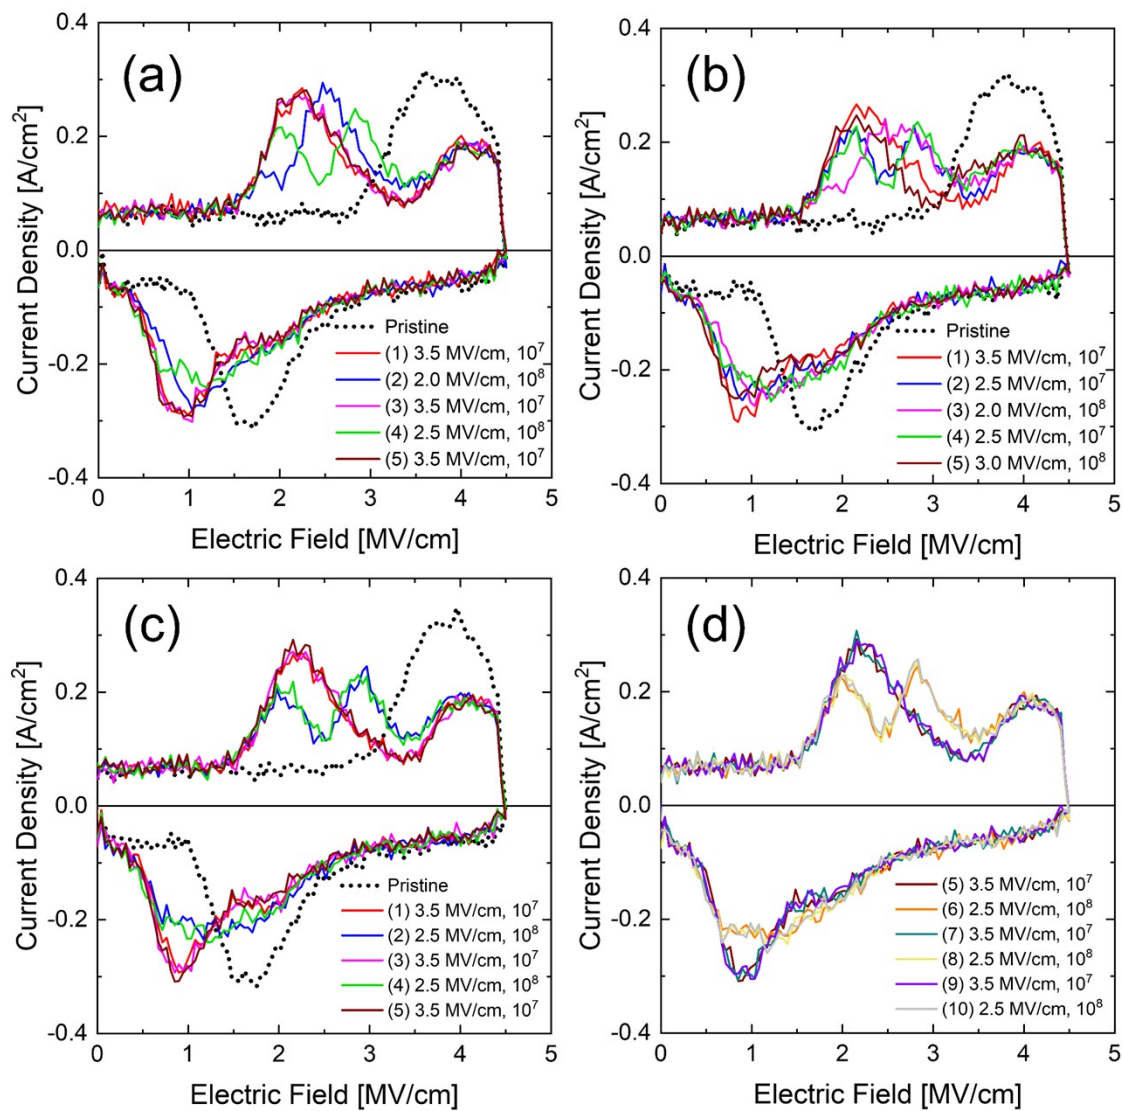 (a)
Current Density [A/cm²]
0.4
0.2
0.0
-0.2
-0.4
Pristine
(1) 3.5 MV/cm, 10⁷
(2) 2.0 MV/cm, 10⁸
(3) 3.5 MV/cm, 10⁷
(4) 2.5 MV/cm, 10⁸
(5) 3.5 MV/cm, 10⁷
0 1 2 3 4 5
Electric Field [MV/cm]
(b)
Current Density [A/cm²]
0.4
0.2
0.0
-0.2
-0.4
Pristine
(1) 3.5 MV/cm, 10⁷
(2) 2.5 MV/cm, 10⁷
(3) 2.0 MV/cm, 10⁸
(4) 2.5 MV/cm, 10⁷
(5) 3.0 MV/cm, 10⁸
0 1 2 3 4 5
Electric Field [MV/cm]
(c)
Current Density [A/cm²]
0.4
0.2
0.0
-0.2
-0.4
Pristine
(1) 3.5 MV/cm, 10⁷
(2) 2.5 MV/cm, 10⁸
(3) 3.5 MV/cm, 10⁷
(4) 2.5 MV/cm, 10⁸
(5) 3.5 MV/cm, 10⁷
0 1 2 3 4 5
Electric Field [MV/cm]
(d)
Current Density [A/cm²]
0.4
0.2
0.0
-0.2
-0.4
(5) 3.5 MV/cm, 10⁷
(6) 2.5 MV/cm, 10⁸
(7) 3.5 MV/cm, 10⁷
(8) 2.5 MV/cm, 10⁸
(9) 3.5 MV/cm, 10⁷
(10) 2.5 MV/cm, 10⁸
0 1 2 3 4 5
Electric Field [MV/cm]